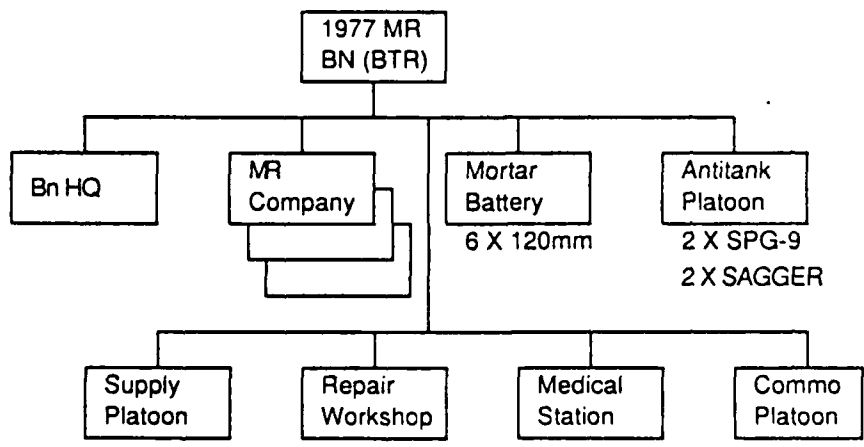 1977 MR
BN (BTR)
Bn HQ
MR
Company
Mortar
Battery
6 X 120mm
Antitank
Platoon
2 X SPG-9
2 X SAGGER
Supply
Platoon
Repair
Workshop
Medical
Station
Commo
Platoon